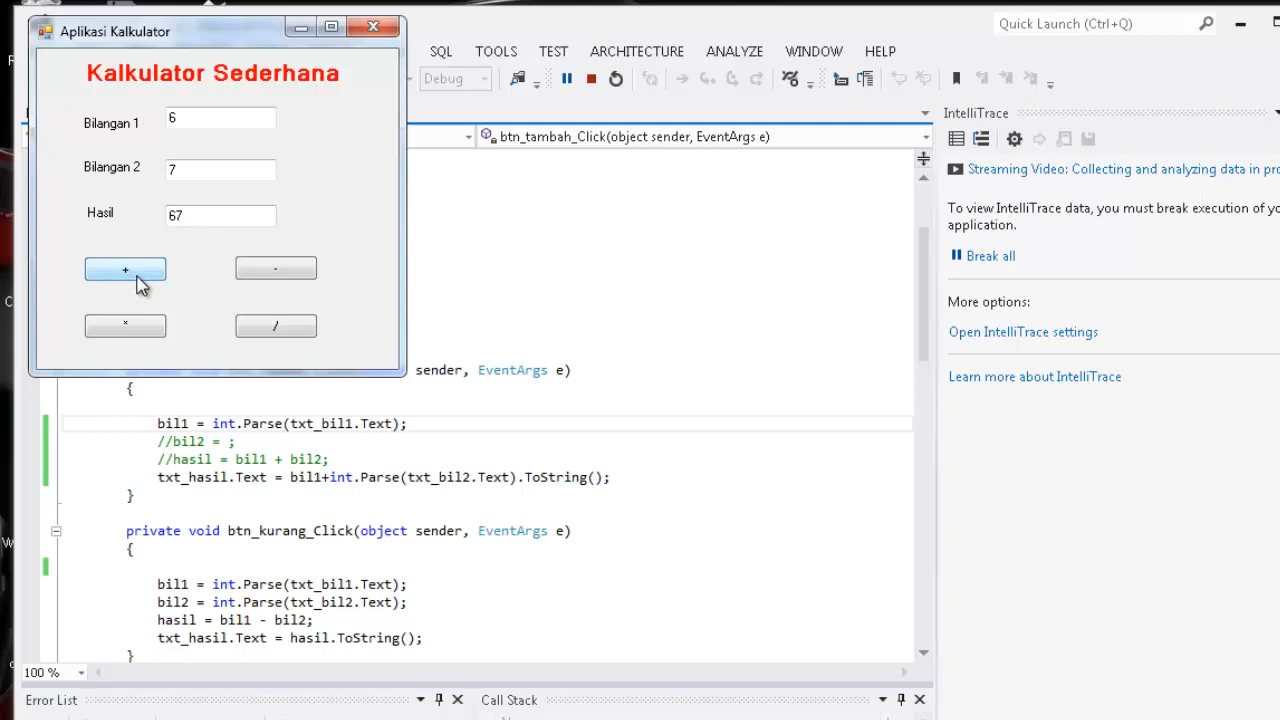 Aplikasi Kalkulator
Kalkulator Sederhana
Bilangan 1
6
Bilangan 2
7
Hasil
67
+
-
*
/
Quick Launch (Ctrl+Q)
SQL TOOLS TEST ARCHITECTURE ANALYZE WINDOW HELP
Debug
btn_tambah_Click(object sender, EventArgs e)
sender, EventArgs e)
{
bil1 = int.Parse(txt_bil1.Text);
//bil2 = ;
//hasil = bil1 + bil2;
txt_hasil.Text = bil1+int.Parse(txt_bil2.Text).ToString();
}
private void btn_kurang_Click(object sender, EventArgs e)
{
bil1 = int.Parse(txt_bil1.Text);
bil2 = int.Parse(txt_bil2.Text);
hasil = bil1 - bil2;
txt_hasil.Text = hasil.ToString();
}
100 %
Error List
Call Stack
IntelliTrace
Streaming Video: Collecting and analyzing data in pro
To view IntelliTrace data, you must break execution of yo
application.
Break all
More options:
Open IntelliTrace settings
Learn more about IntelliTrace